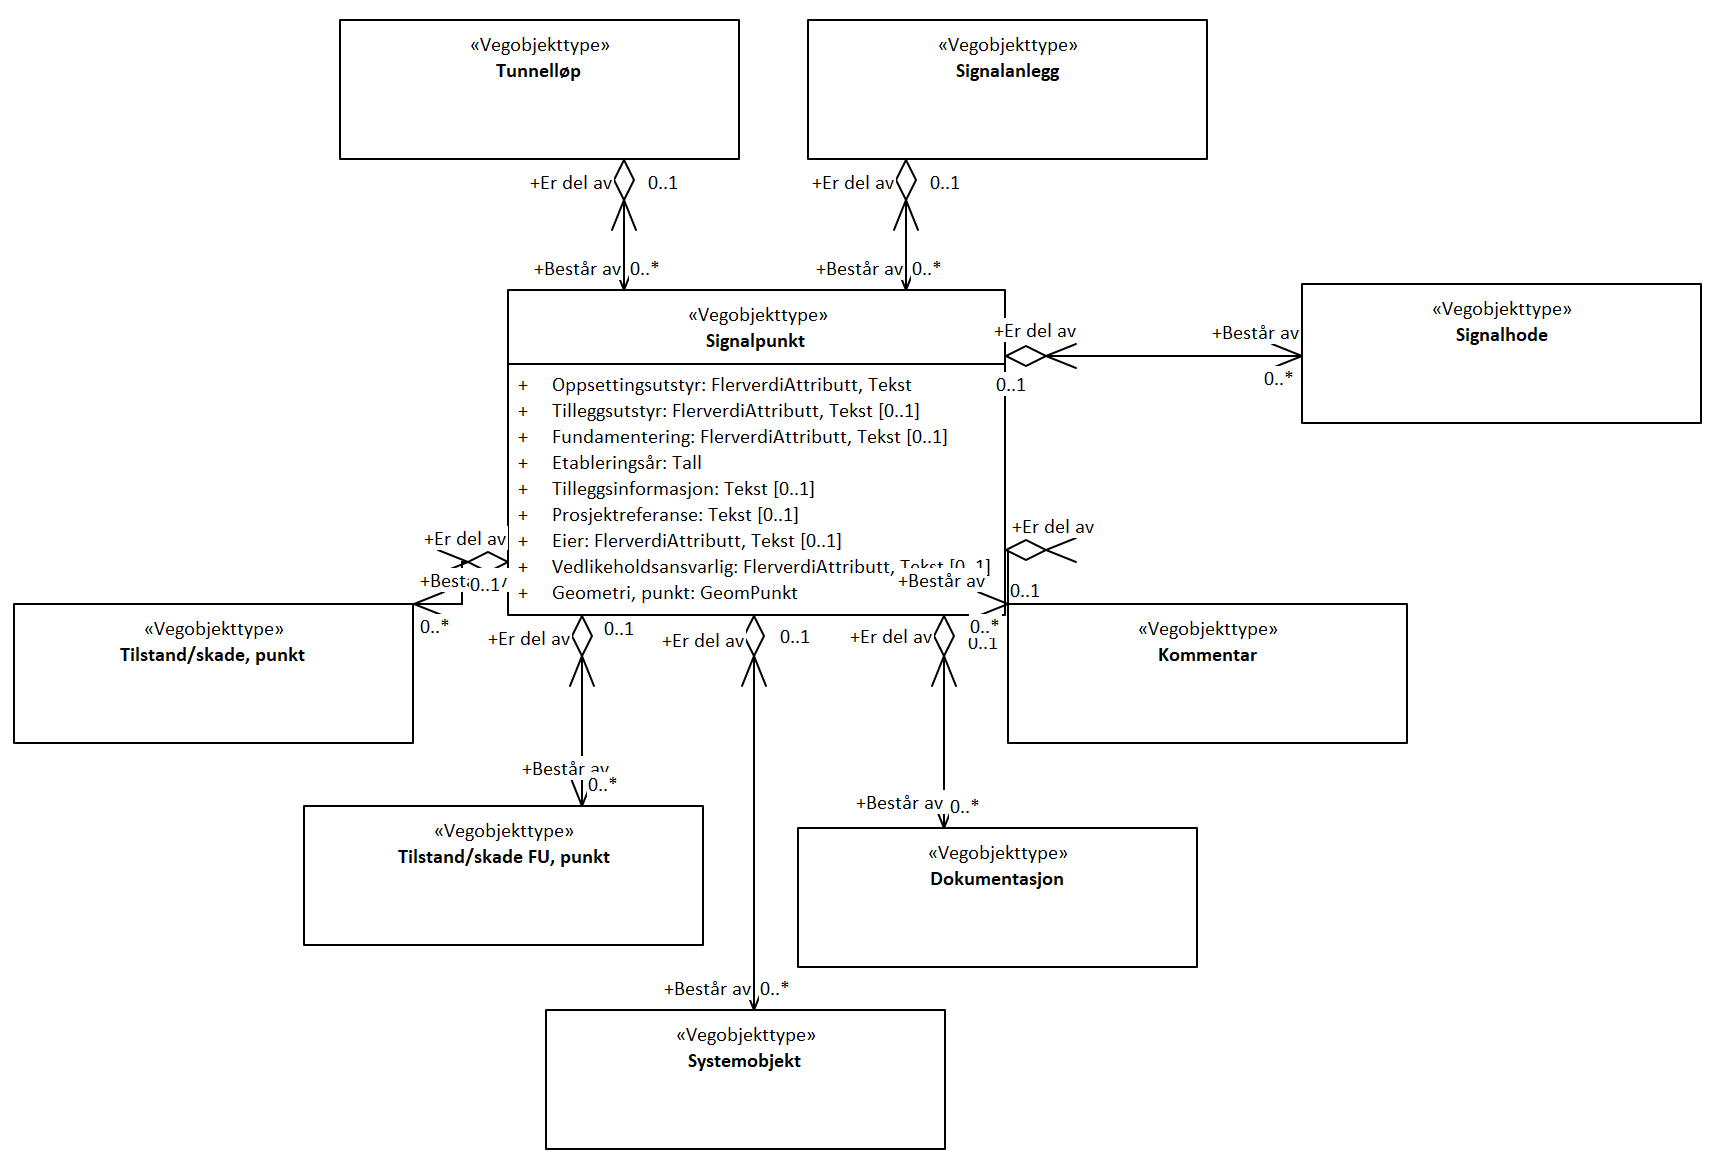 «Vegobjekttype»
Tunnelløp
«Vegobjekttype»
Signalanlegg
+Er del av
0..1
+Er del av
0..1
+Består av
0..*
+Består av
0..*
«Vegobjekttype»
Signalpunkt
+ Oppsettingsutstyr: FlerverdiAttributt, Tekst
+ Tilleggsutstyr: FlerverdiAttributt, Tekst [0..1]
+ Fundamentering: FlerverdiAttributt, Tekst [0..1]
+ Etableringsår: Tall
+ Tilleggsinformasjon: Tekst [0..1]
+ Prosjektreferanse: Tekst [0..1]
+ Eier: FlerverdiAttributt, Tekst [0..1]
+ Vedlikeholdsansvarlig: FlerverdiAttributt, Tekst [0..1]
+ Geometri, punkt: GeomPunkt
+Er del av
0..1
+Består av
0..*
«Vegobjekttype»
Signalhode
+Er del av
0..1
+Består av
0..*
«Vegobjekttype»
Kommentar
+Er del av
0..1
+Består av
0..*
«Vegobjekttype»
Tilstand/skade, punkt
+Er del av
0..1
+Består av
0..*
«Vegobjekttype»
Tilstand/skade FU, punkt
+Er del av
0..1
+Består av
0..*
«Vegobjekttype»
Systemobjekt
+Er del av
0..1
+Består av
0..*
«Vegobjekttype»
Dokumentasjon